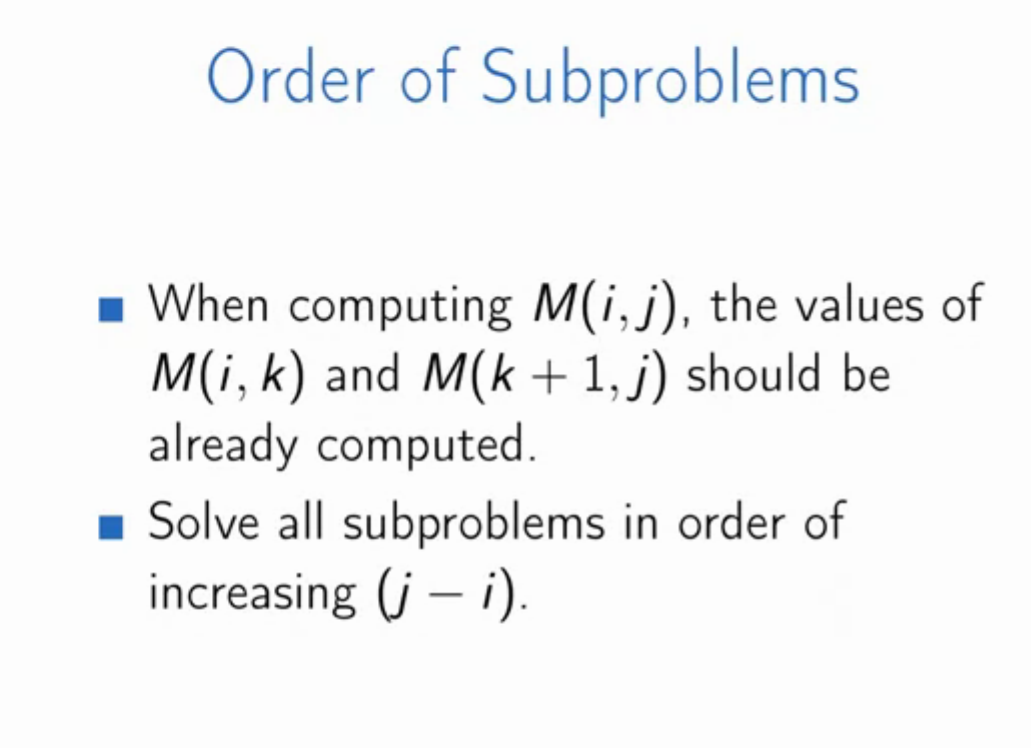 Order of Subproblems
■ When computing M(i, j), the values of
M(i, k) and M(k + 1, j) should be
already computed.
■ Solve all subproblems in order of
increasing (j − i).